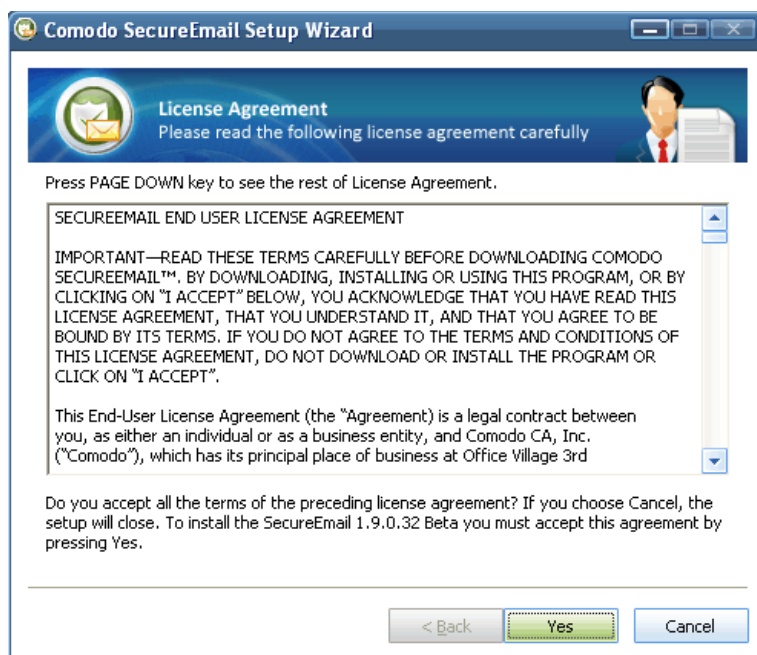 Comodo SecureEmail Setup Wizard
License Agreement
Please read the following license agreement carefully
Press PAGE DOWN key to see the rest of License Agreement.
SECUREEMAIL END USER LICENSE AGREEMENT
IMPORTANT—READ THESE TERMS CAREFULLY BEFORE DOWNLOADING COMODO
SECUREEMAIL™. BY DOWNLOADING, INSTALLING OR USING THIS PROGRAM, OR BY
CLICKING ON “I ACCEPT” BELOW, YOU ACKNOWLEDGE THAT YOU HAVE READ THIS
LICENSE AGREEMENT, THAT YOU UNDERSTAND IT, AND THAT YOU AGREE TO BE
BOUND BY ITS TERMS. IF YOU DO NOT AGREE TO THE TERMS AND CONDITIONS OF
THIS LICENSE AGREEMENT, DO NOT DOWNLOAD OR INSTALL THE PROGRAM OR
CLICK ON “I ACCEPT”.
This End-User License Agreement (the “Agreement) is a legal contract between
you, as either an individual or as a business entity, and Comodo CA, Inc.
(“Comodo”), which has its principal place of business at Office Village 3rd
Do you accept all the terms of the preceding license agreement? If you choose Cancel, the
setup will close. To install the SecureEmail 1.9.0.32 Beta you must accept this agreement by
pressing Yes.
< Back
Yes
Cancel